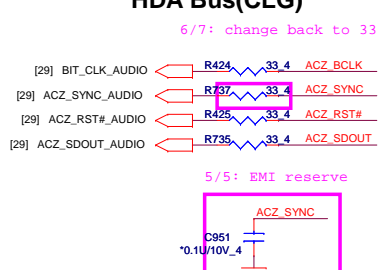 HDA Bus(CLG)
6/7: change back to 33
[29] BIT_CLK_AUDIO R424 33_4 ACZ_BCLK
[29] ACZ_SYNC_AUDIO R737 33_4 ACZ_SYNC
[29] ACZ_RST#_AUDIO R425 33_4 ACZ_RST#
[29] ACZ_SDOUT_AUDIO R735 33_4 ACZ_SDOUT
5/5: EMI reserve
ACZ_SYNC
C951
*0.1U/10V_4